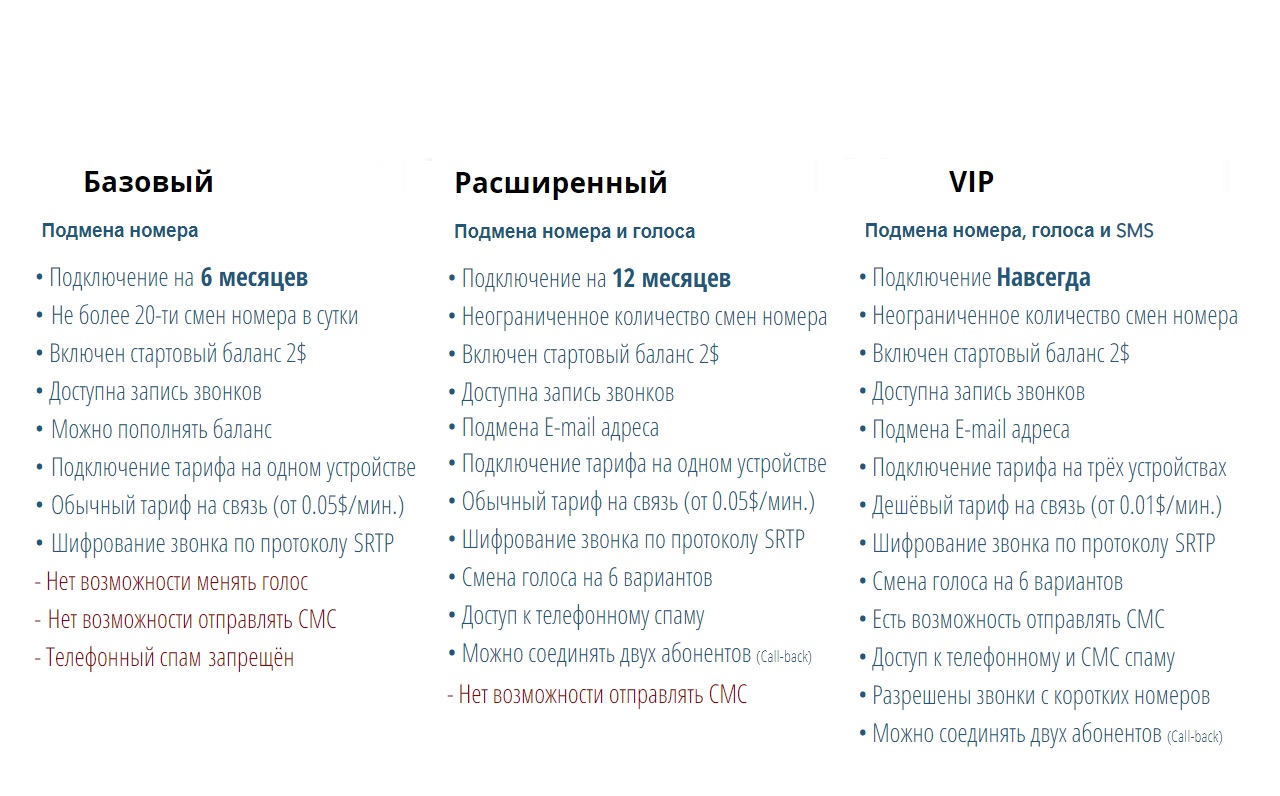 Базовый
Подмена номера
• Подключение на 6 месяцев
• Не более 20-ти смен номера в сутки
• Включен стартовый баланс 2$
• Доступна запись звонков
• Можно пополнять баланс
• Подключение тарифа на одном устройстве
• Обычный тариф на связь (от 0.05$/мин.)
• Шифрование звонка по протоколу SRTP
- Нет возможности менять голос
- Нет возможности отправлять СМС
- Телефонный спам запрещён
Расширенный
Подмена номера и голоса
• Подключение на 12 месяцев
• Неограниченное количество смен номера
• Включен стартовый баланс 2$
• Доступна запись звонков
• Подмена E-mail адреса
• Подключение тарифа на одном устройстве
• Обычный тариф на связь (от 0.05$/мин.)
• Шифрование звонка по протоколу SRTP
• Смена голоса на 6 вариантов
• Доступ к телефонному спаму
• Можно соединять двух абонентов (Call-back)
- Нет возможности отправлять СМС
VIP
Подмена номера, голоса и SMS
• Подключение Навсегда
• Неограниченное количество смен номера
• Включен стартовый баланс 2$
• Доступна запись звонков
• Подмена E-mail адреса
• Подключение тарифа на трёх устройствах
• Дешёвый тариф на связь (от 0.01$/мин.)
• Шифрование звонка по протоколу SRTP
• Смена голоса на 6 вариантов
• Есть возможность отправлять СМС
• Доступ к телефонному и СМС спаму
• Разрешены звонки с коротких номеров
• Можно соединять двух абонентов (Call-back)